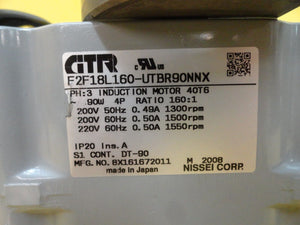 GTR
F2F18L160-UTBR90NNX
PH:3 INDUCTION MOTOR 40T6
90W 4P RATIO 160:1
200V 50Hz 0.49A 1300rpm
200V 60Hz 0.50A 1500rpm
220V 60Hz 0.50A 1550rpm
IP20 Ins.A
S1 CONT. DT-90
MFG.NO.8X161672011 M 2008
made in Japan NISSEI CORP.